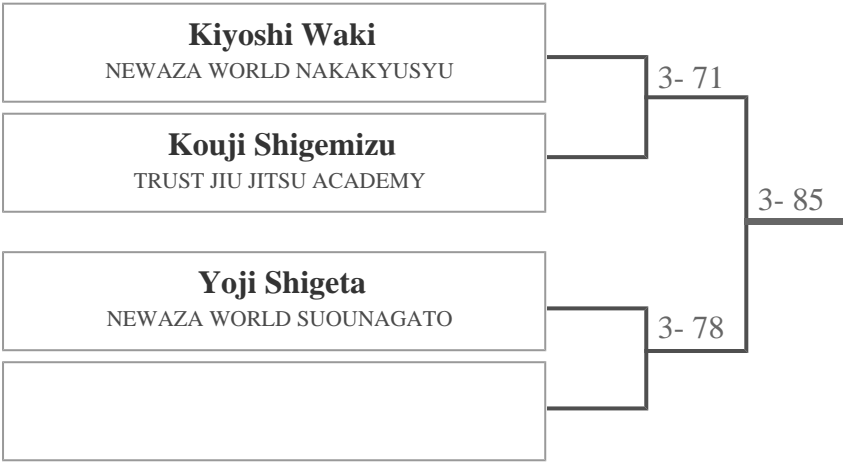 Kiyoshi Waki
NEWAZA WORLD NAKAKYUSYU
3- 71
Kouji Shigemizu
TRUST JIU JITSU ACADEMY
3- 85
Yoji Shigeta
NEWAZA WORLD SUOUNAGATO
3- 78